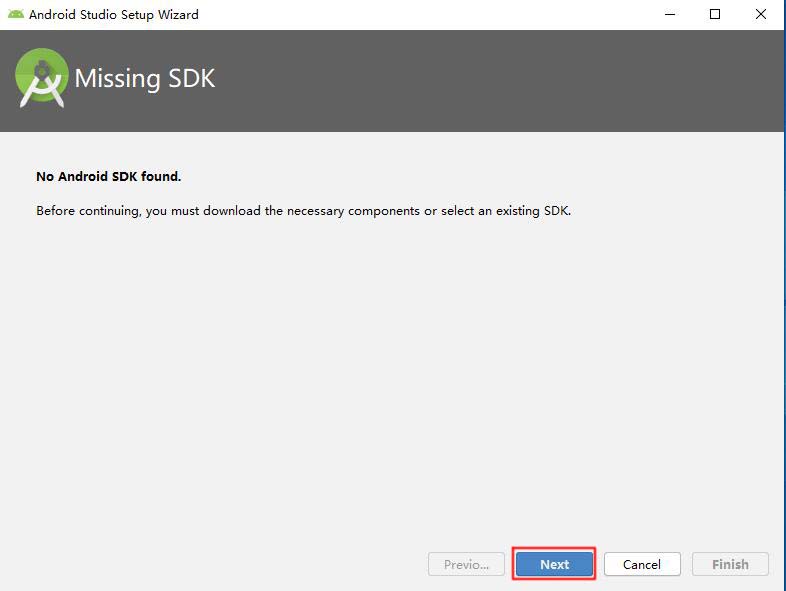 Android Studio Setup Wizard
Missing SDK
No Android SDK found.
Before continuing, you must download the necessary components or select an existing SDK.
Previo... Next Cancel Finish